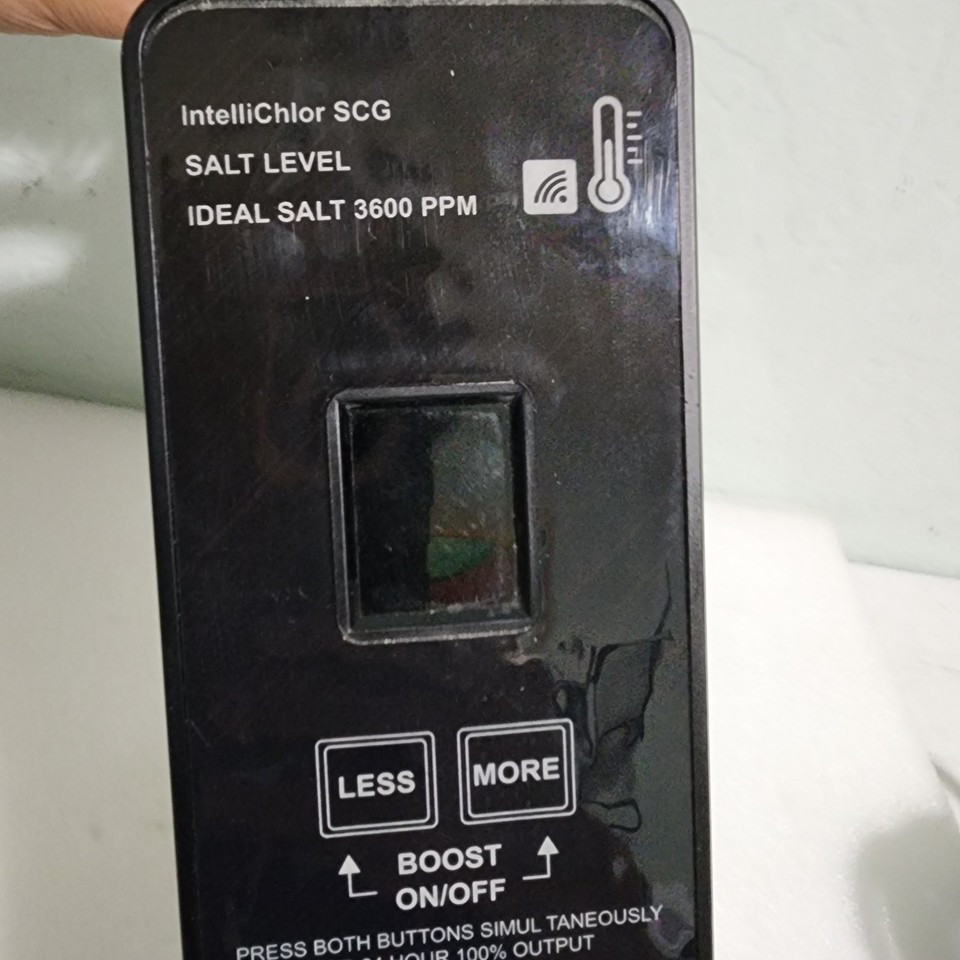 IntelliChlor SCG
SALT LEVEL
IDEAL SALT 3600 PPM
LESS
MORE
BOOST
ON/OFF
PRESS BOTH BUTTONS SIMUL TANEOUSLY
HOUR 100% OUTPUT